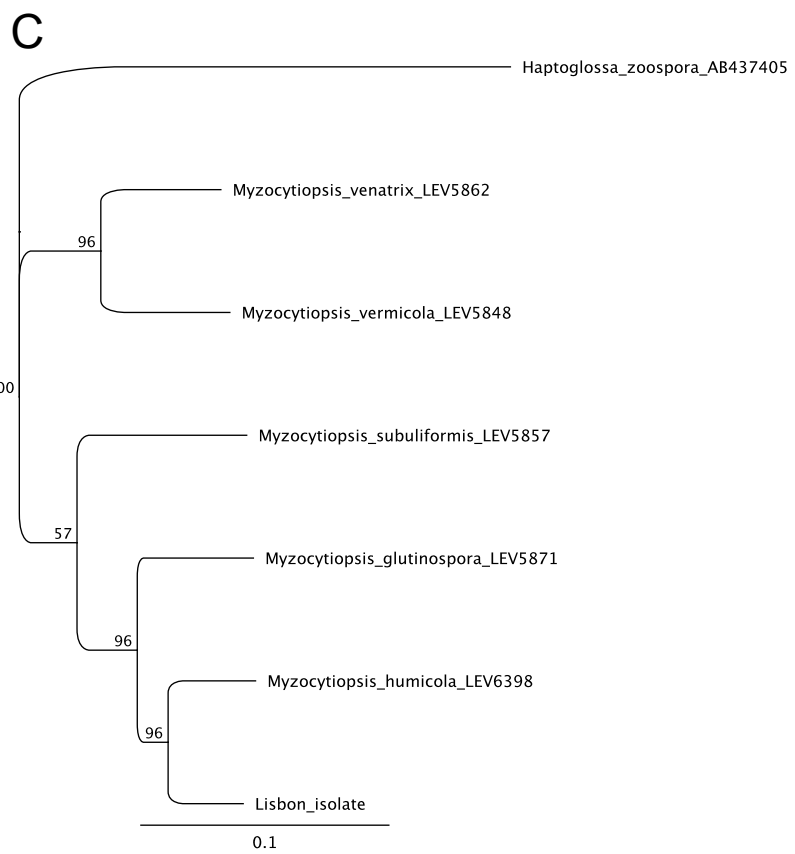 C
Haptoglossa_zoospora_AB437405
Myzocytiopsis_venatrix_LEV5862
96
Myzocytiopsis_vermicola_LEV5848
00
Myzocytiopsis_subuliformis_LEV5857
57
Myzocytiopsis_glutinospora_LEV5871
96
Myzocytiopsis_humicola_LEV6398
96
Lisbon_isolate
0.1